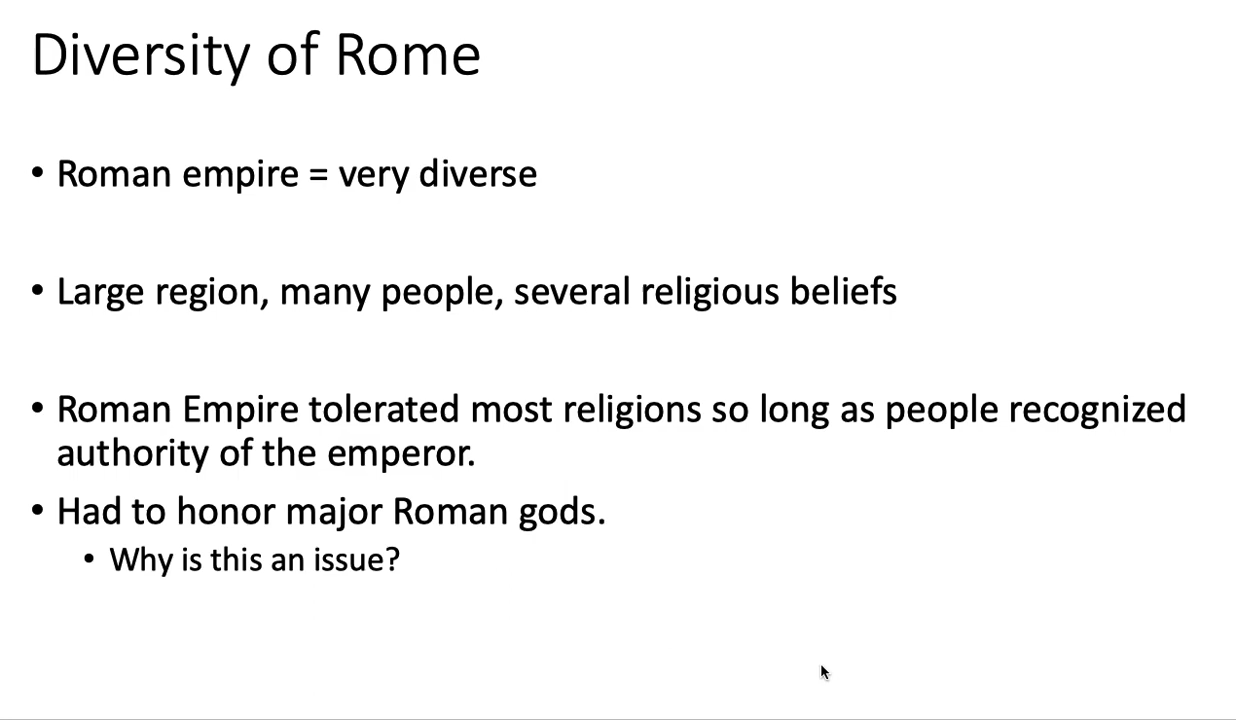 Diversity of Rome
• Roman empire = very diverse
• Large region, many people, several religious beliefs
• Roman Empire tolerated most religions so long as people recognized
authority of the emperor.
• Had to honor major Roman gods.
• Why is this an issue?